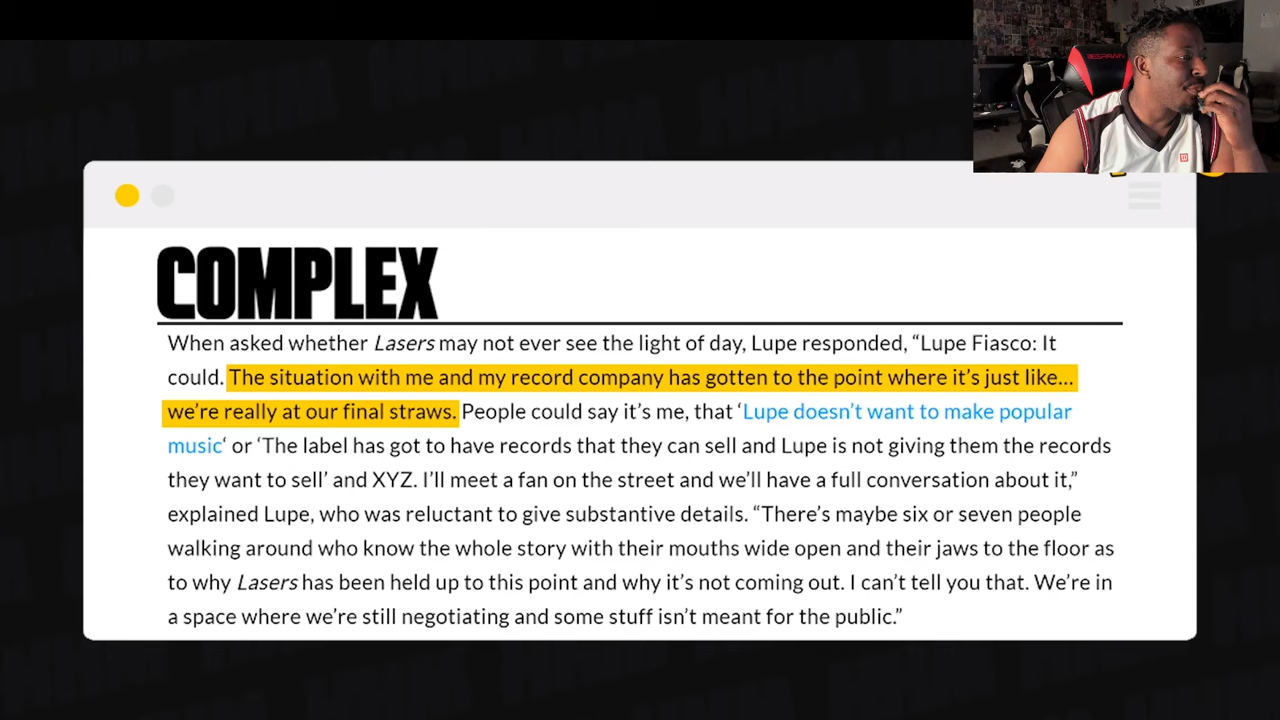 COMPLEX
When asked whether Lasers may not ever see the light of day, Lupe responded, “Lupe Fiasco: It
could. The situation with me and my record company has gotten to the point where it’s just like…
we’re really at our final straws. People could say it’s me, that ‘Lupe doesn’t want to make popular
music‘ or ‘The label has got to have records that they can sell and Lupe is not giving them the records
they want to sell’ and XYZ. I’ll meet a fan on the street and we’ll have a full conversation about it,”
explained Lupe, who was reluctant to give substantive details. “There’s maybe six or seven people
walking around who know the whole story with their mouths wide open and their jaws to the floor as
to why Lasers has been held up to this point and why it’s not coming out. I can’t tell you that. We’re in
a space where we’re still negotiating and some stuff isn’t meant for the public.”